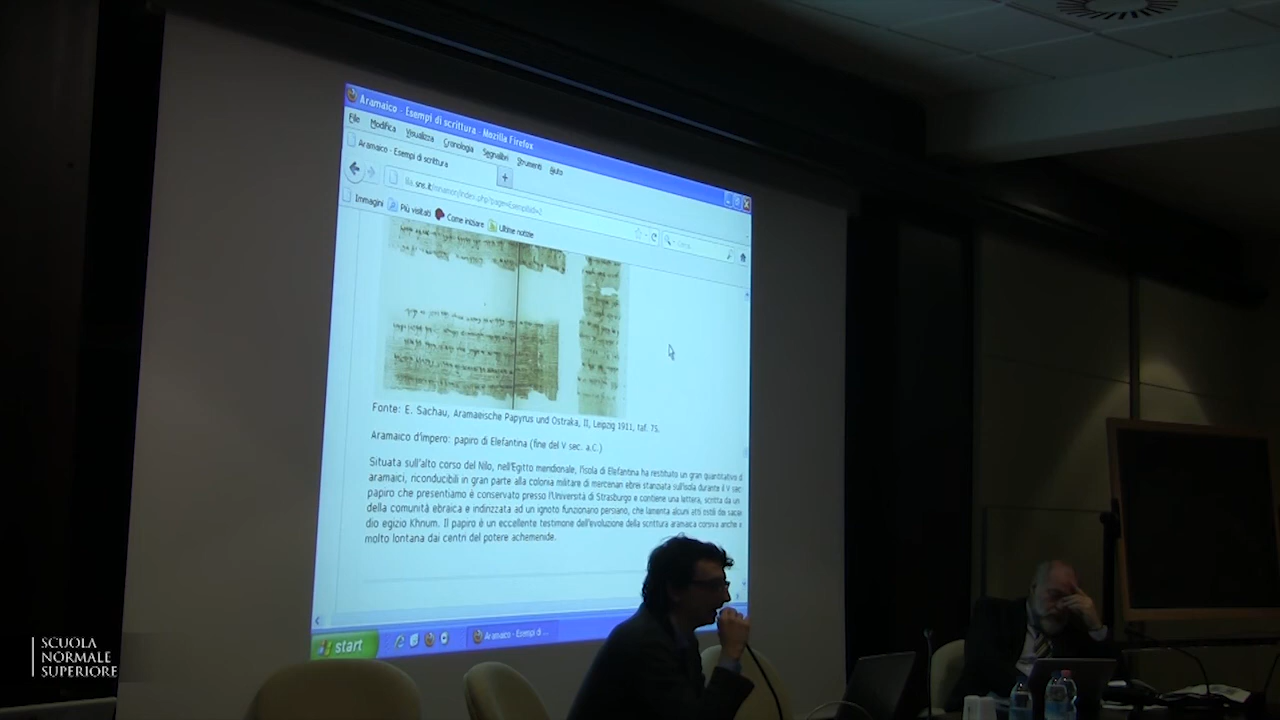 Aramaico - Esempi di scrittura - Mozilla Firefox
File Modifica Visualizza Cronologia Segnalibri Strumenti Aiuto
Aramaico - Esempi di scrittura
+
Immagini Più visitati Come iniziare Ultime notizie
Fonte: E. Sachau, Aramaeische Papyrus und Ostraka, II, Leipzig 1911, taf. 75.
Aramaico d'impero: papiro di Elefantina (fine del V sec. a.C.)
Situata sull'alto corso del Nilo, nell'Egitto meridionale, l'isola di Elefantina ha restituito un gran quantitativo d
aramaici, riconducibili in gran parte alla colonia militare di mercenari ebrei stanziata sull'isola durante il V sec
papiro che presentiamo è conservato presso l'Università di Strasburgo e contiene una lettera, scritta da un
della comunità ebraica e indirizzata ad un ignoto funzionario persiano, che lamenta alcuni atti ostili dei sacer
dio egizio Khnum. Il papiro è un eccellente testimone dell'evoluzione della scrittura aramaica corsiva anche
molto lontana dai centri del potere achemenide.
start
Aramaico - Esempi di ...
SCUOLA
NORMALE
SUPERIORE